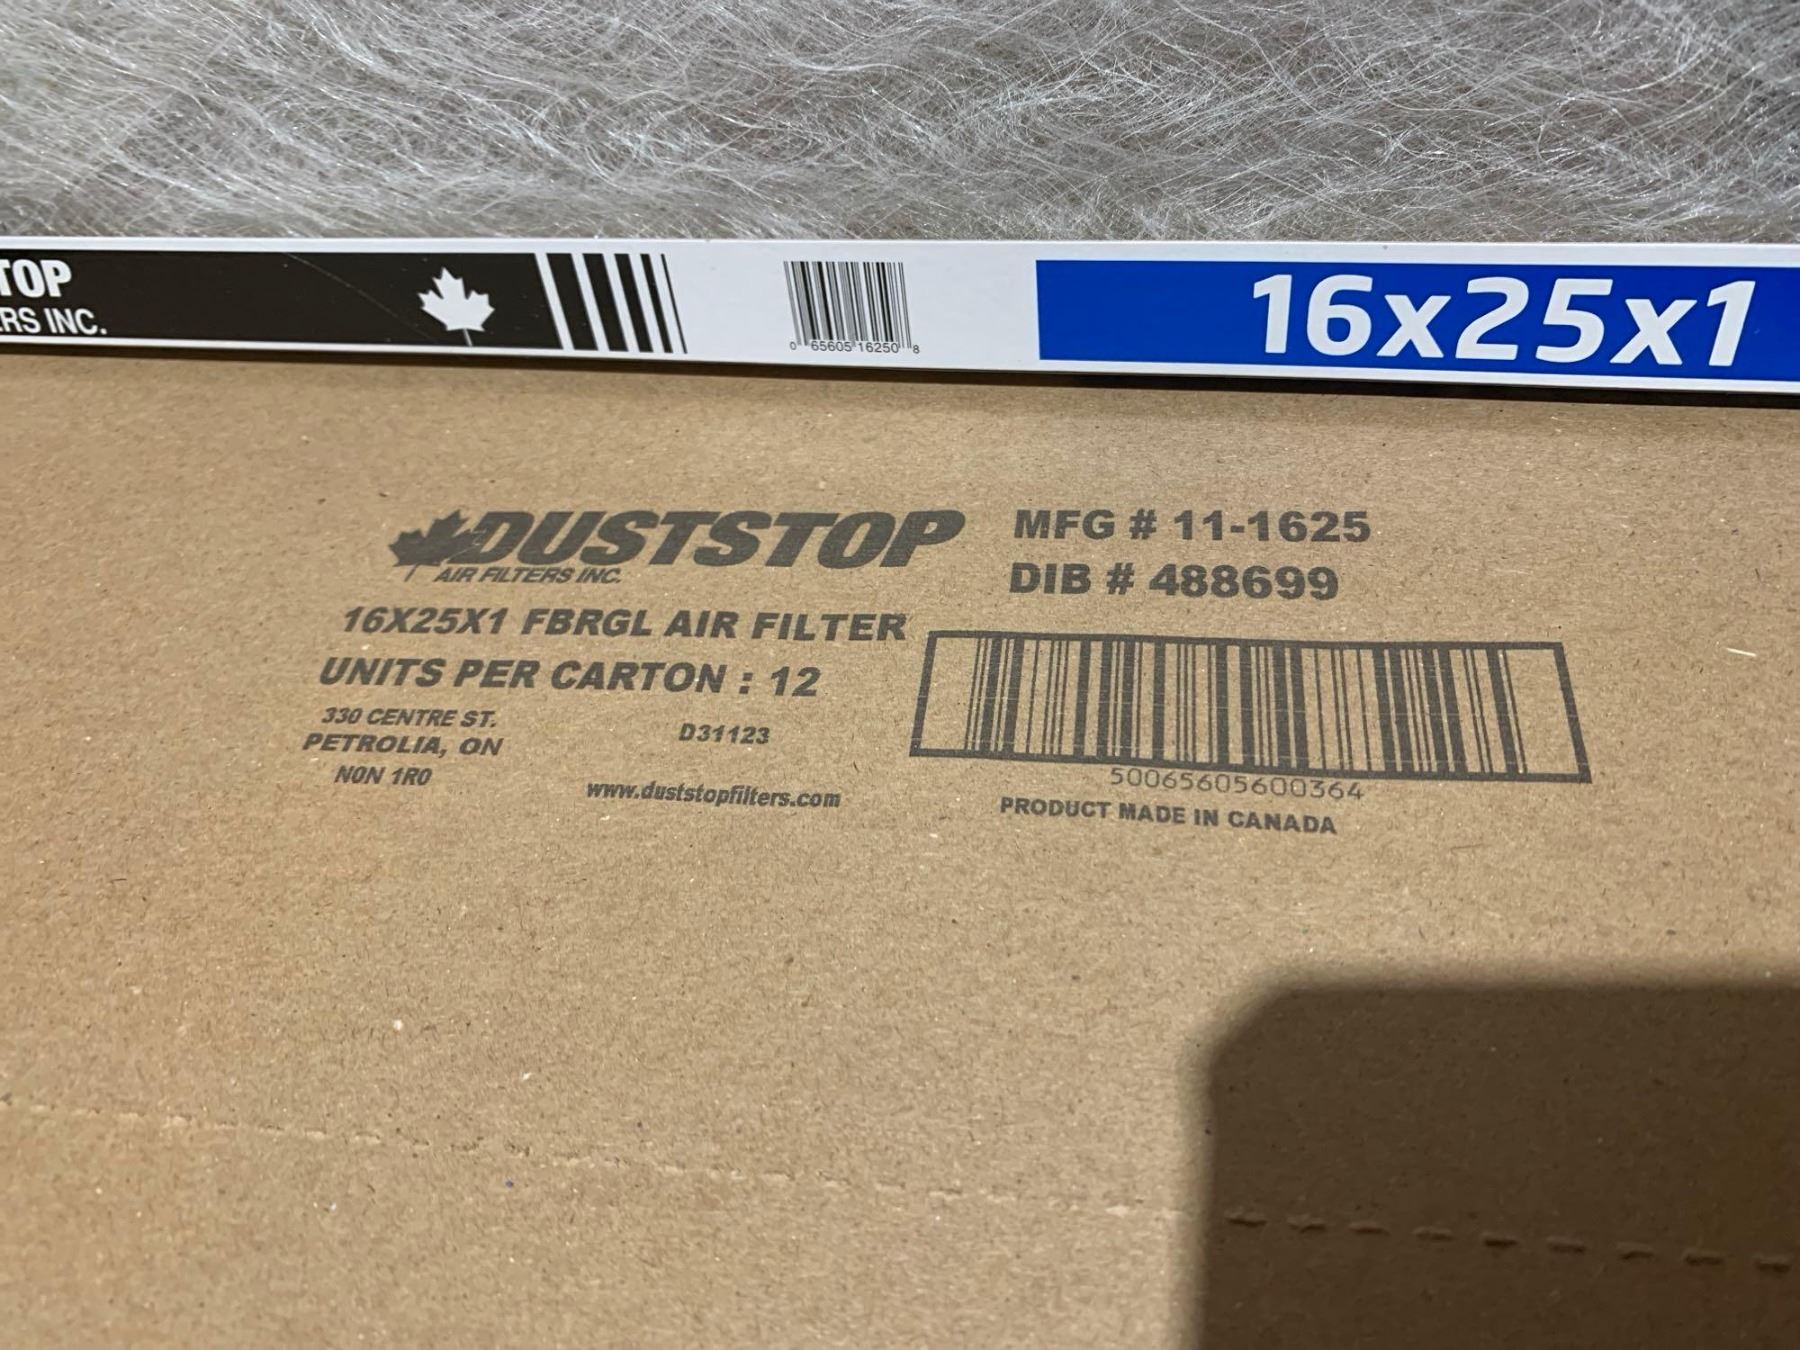 TOP
RS INC.
0 65605 16250 8
16x25x1
DUSTSTOP
AIR FILTERS INC.
MFG # 11-1625
DIB # 488699
16X25X1 FBRGL AIR FILTER
UNITS PER CARTON : 12
330 CENTRE ST.
PETROLIA, ON
N0N 1R0
D31123
www.duststopfilters.com
50065605600364
PRODUCT MADE IN CANADA